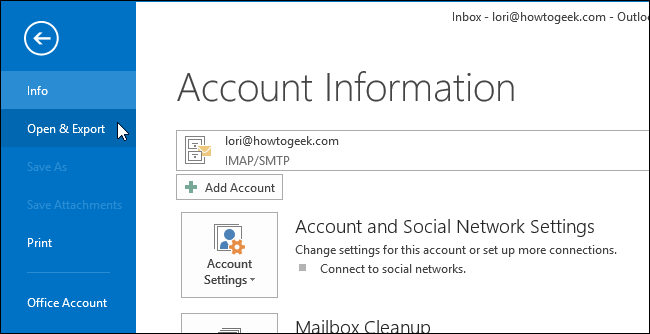 Inbox - lori@howtogeek.com - Outlo
Info
Open & Export
Save As
Save Attachments
Print
Office Account
Account Information
lori@howtogeek.com
IMAP/SMTP
Add Account
Account
Settings
Account and Social Network Settings
Change settings for this account or set up more connections.
Connect to social networks.
Mailbox Cleanup